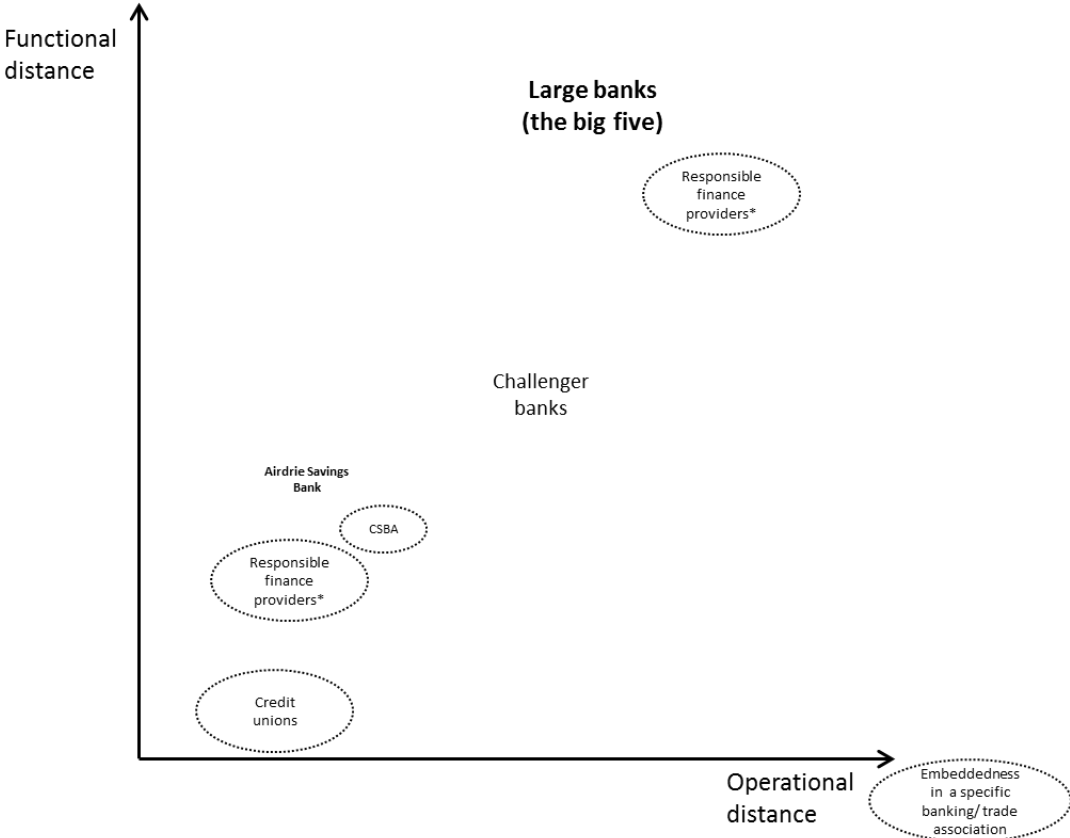 Functional
distance
Large banks
(the big five)
Responsible
finance
providers*
Challenger
banks
Airdrie Savings
Bank
CSBA
Responsible
finance
providers*
Credit
unions
Operational
distance
Embeddedness
in a specific
banking/trade
association